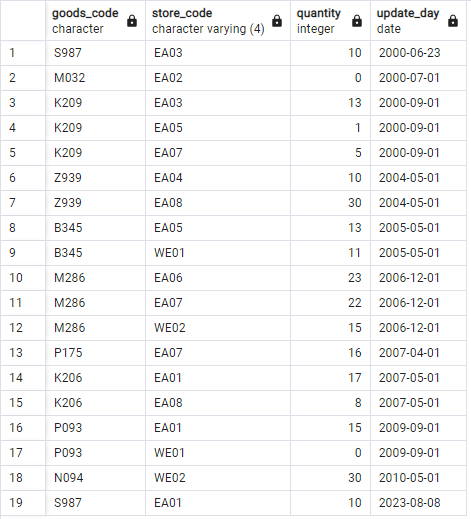 goods_code store_code quantity update_day
character character varying (4) integer date
1 S987 EA03 10 2000-06-23
2 M032 EA02 0 2000-07-01
3 K209 EA03 13 2000-09-01
4 K209 EA05 1 2000-09-01
5 K209 EA07 5 2000-09-01
6 Z939 EA04 10 2004-05-01
7 Z939 EA08 30 2004-05-01
8 B345 EA05 13 2005-05-01
9 B345 WE01 11 2005-05-01
10 M286 EA06 23 2006-12-01
11 M286 EA07 22 2006-12-01
12 M286 WE02 15 2006-12-01
13 P175 EA07 16 2007-04-01
14 K206 EA01 17 2007-05-01
15 K206 EA08 8 2007-05-01
16 P093 EA01 15 2009-09-01
17 P093 WE01 0 2009-09-01
18 N094 WE02 30 2010-05-01
19 S987 EA01 10 2023-08-08